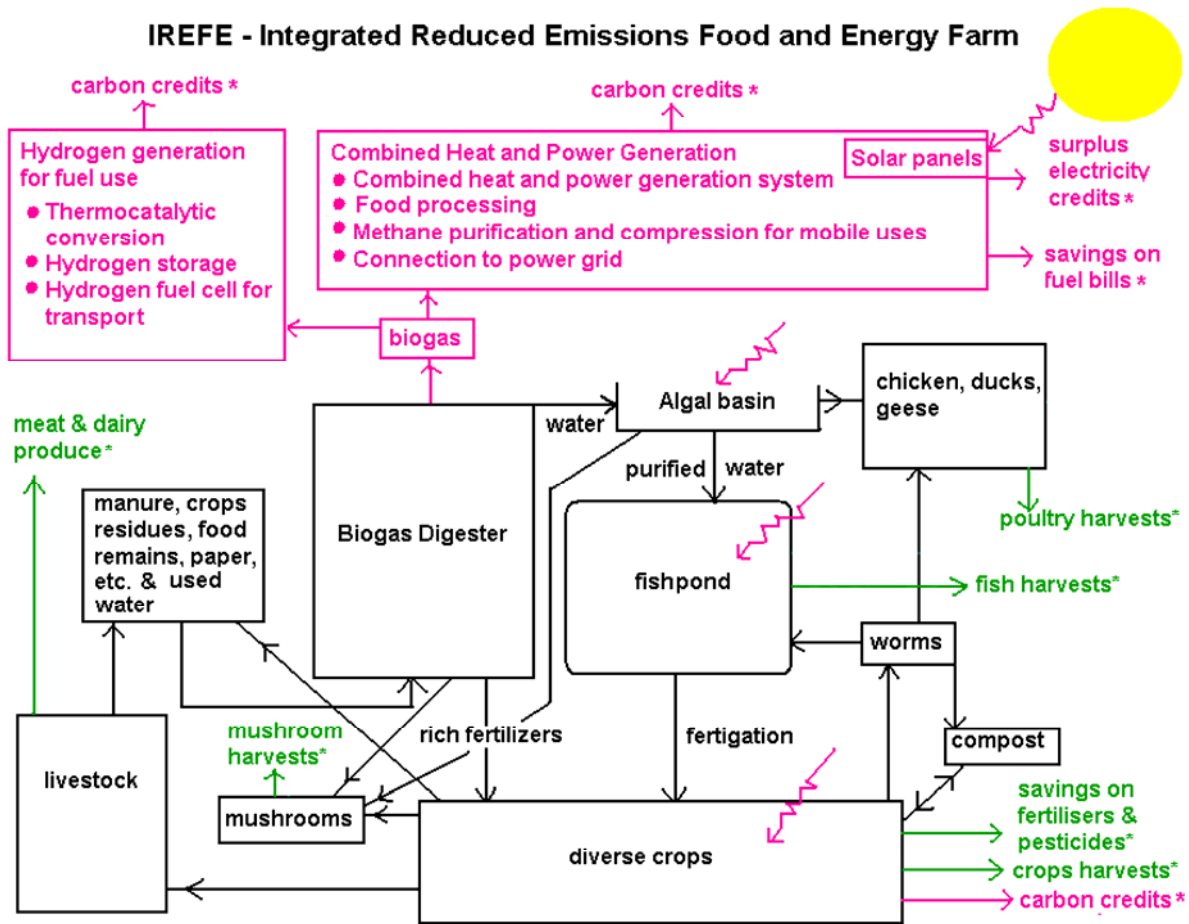 IREFE - Integrated Reduced Emissions Food and Energy Farm
carbon credits *
carbon credits *
Hydrogen generation
for fuel use
• Thermocatalytic
conversion
• Hydrogen storage
• Hydrogen fuel cell for
transport
Combined Heat and Power Generation
• Combined heat and power generation system
• Food processing
• Methane purification and compression for mobile uses
• Connection to power grid
Solar panels
surplus
electricity
credits *
savings on
fuel bills *
biogas
meat & dairy
produce*
manure, crops
residues, food
remains, paper,
etc. & used
water
Biogas Digester
water
Algal basin
purified water
chicken, ducks,
geese
poultry harvests*
fishpond
fish harvests*
worms
compost
livestock
mushroom
harvests*
rich fertilizers
fertigation
mushrooms
diverse crops
savings on
fertilisers &
pesticides*
crops harvests*
carbon credits *